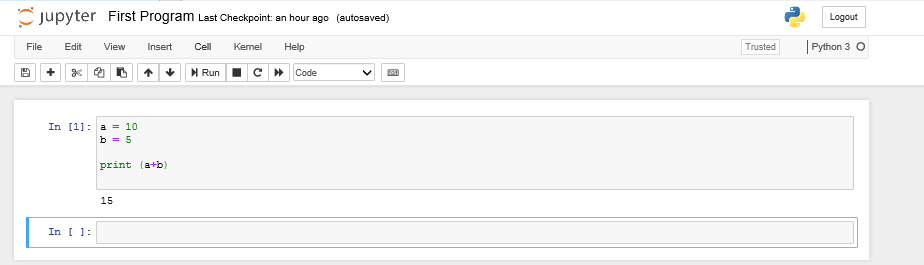 jupyter First Program Last Checkpoint: an hour ago (autosaved) Logout
File Edit View Insert Cell Kernel Help Trusted Python 3
Run Code
In [1]: a = 10
b = 5
print (a+b)
15
In [ ]: